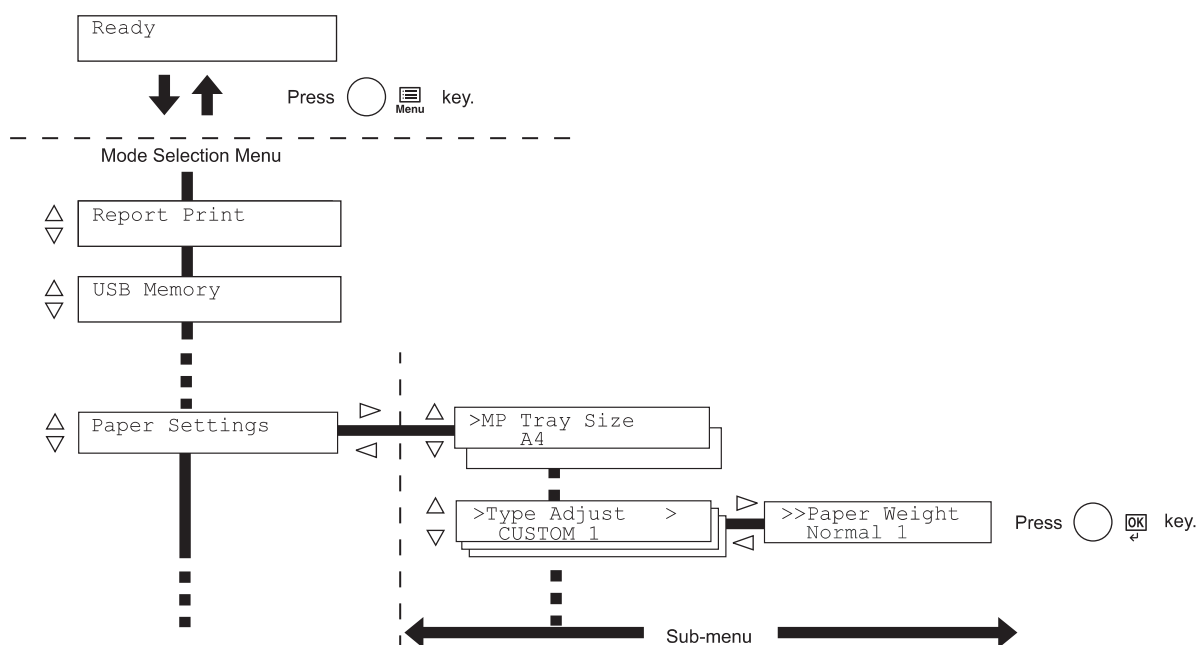 Ready
Press Menu key.
Mode Selection Menu
Report Print
USB Memory
Paper Settings
>MP Tray Size
A4
>Type Adjust >
CUSTOM 1
>>Paper Weight
Normal 1
Press OK key.
Sub-menu